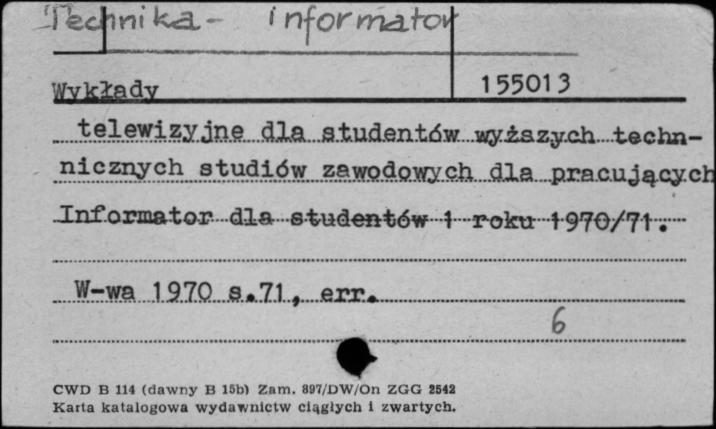 Technika - informator
Wykłady
155013
telewizyjne dla studentów wyższych techn-
nicznych studiów zawodowych dla pracujących
Informator dla studentów 1 roku 1970/71.
W-wa 1970 s.71, err.
6
CWD B 114 (dawny B 15b) Zam. 897/DW/On ZGG 2542
Karta katalogowa wydawnictw ciągłych i zwartych.